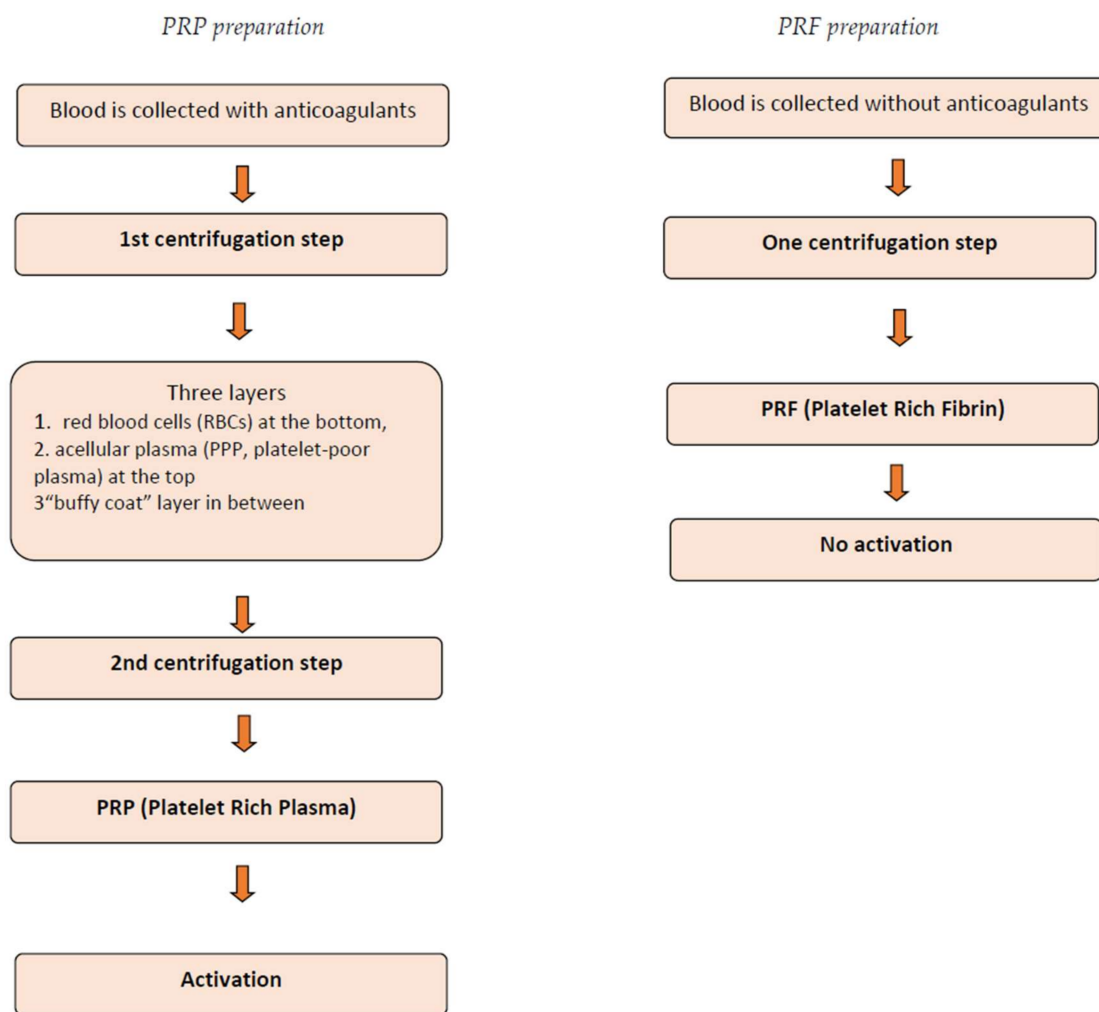 PRP preparation
Blood is collected with anticoagulants
1st centrifugation step
Three layers
1. red blood cells (RBCs) at the bottom,
2. acellular plasma (PPP, platelet-poor
plasma) at the top
3“buffy coat” layer in between
2nd centrifugation step
PRP (Platelet Rich Plasma)
Activation
PRF preparation
Blood is collected without anticoagulants
One centrifugation step
PRF (Platelet Rich Fibrin)
No activation